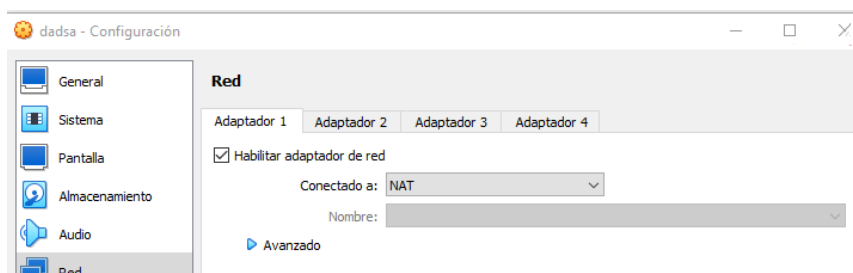 dadsa - Configuración
General
Sistema
Pantalla
Almacenamiento
Audio
Red
Red
Adaptador 1 Adaptador 2 Adaptador 3 Adaptador 4
Habilitar adaptador de red
Conectado a: NAT
Nombre:
Avanzado